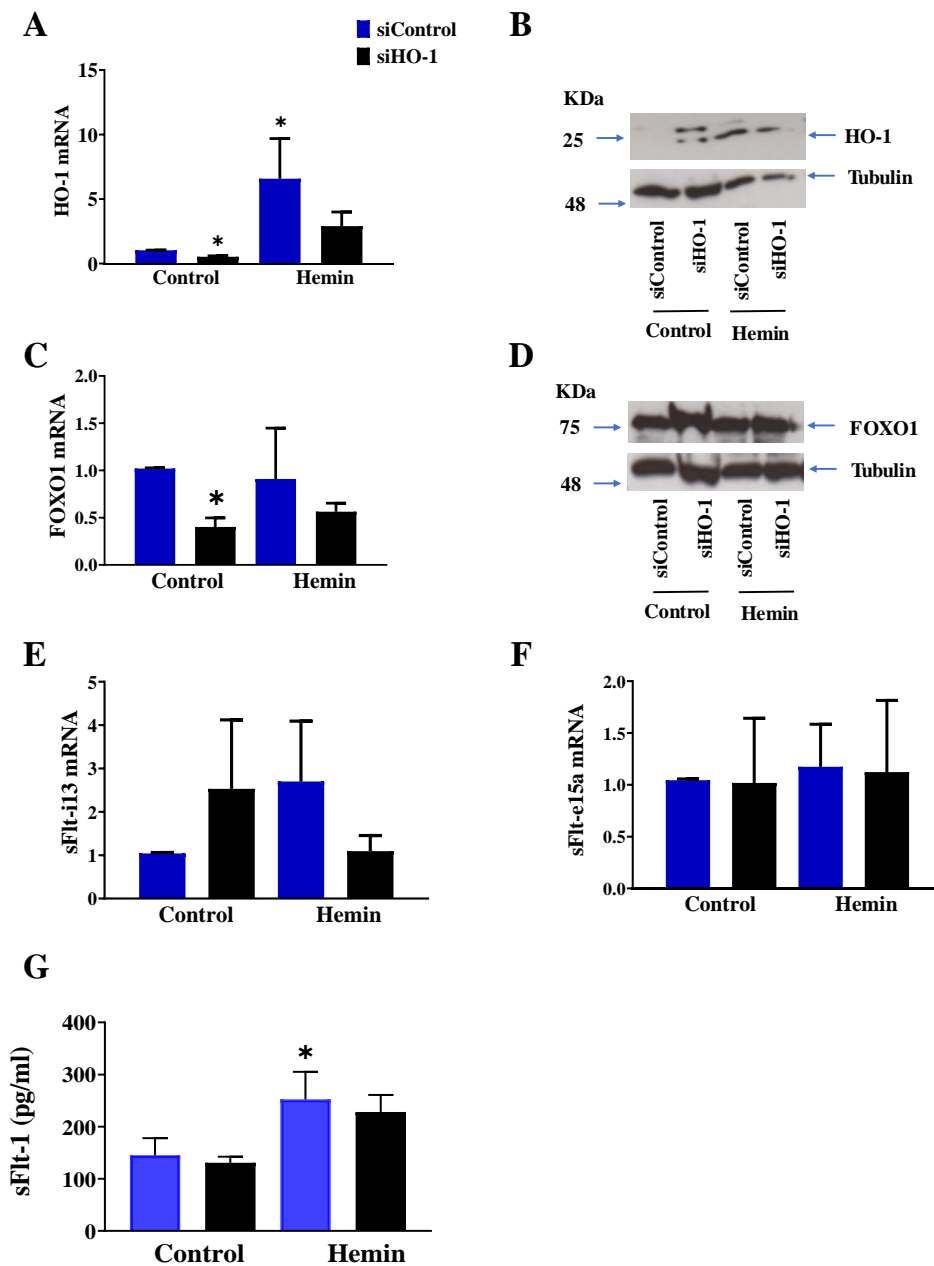 A
siControl
siHO-1
HO-1 mRNA
15
10
5
0
*
*
Control
Hemin
B
KDa
25
HO-1
Tubulin
48
siControl
siHO-1
siControl
siHO-1
Control
Hemin
C
FOXO1 mRNA
2.0
1.5
1.0
0.5
0.0
*
Control
Hemin
D
KDa
75
FOXO1
Tubulin
48
siControl
siHO-1
siControl
siHO-1
Control
Hemin
E
sFlt-i13 mRNA
5
4
3
2
1
0
Control
Hemin
F
sFlt-e15a mRNA
2.0
1.5
1.0
0.5
0.0
Control
Hemin
G
sFlt-1 (pg/ml)
400
300
200
100
0
*
Control
Hemin